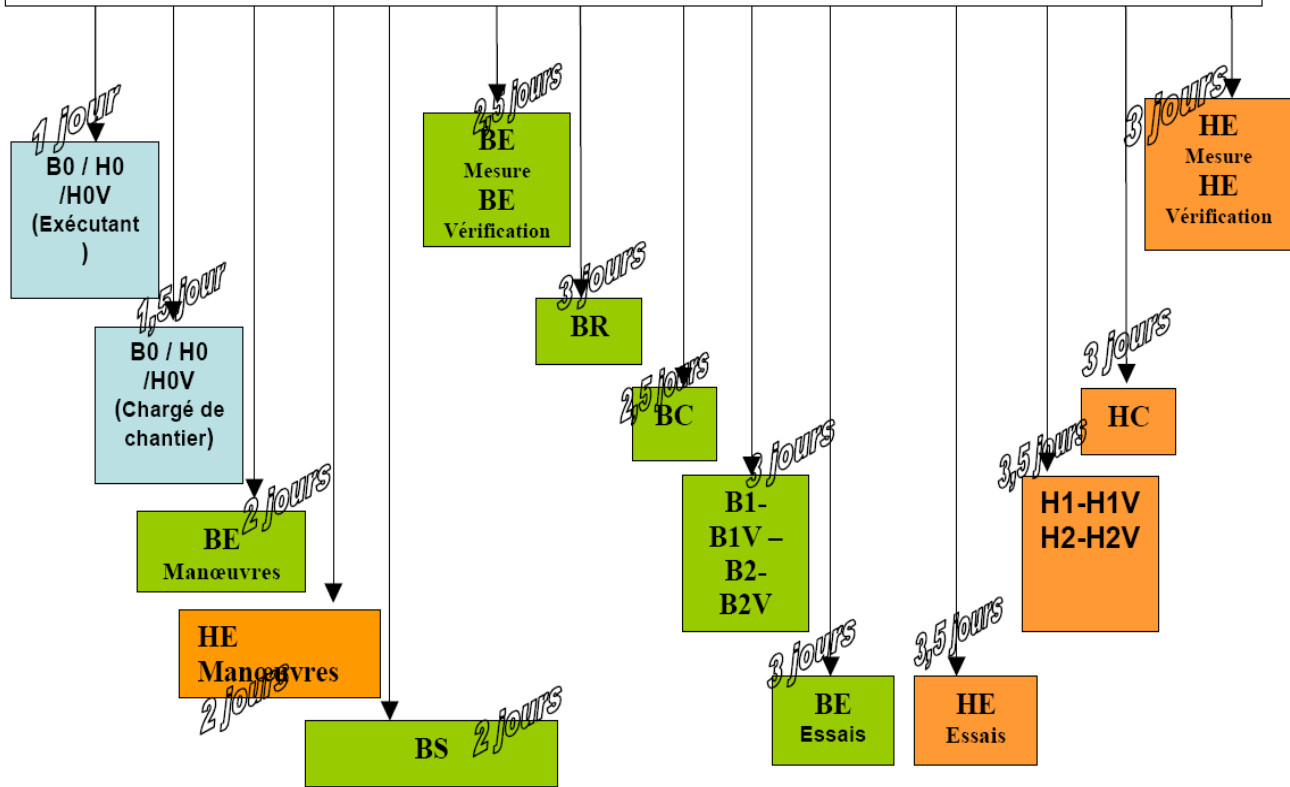 1 jour
B0 / H0
/H0V
(Exécutant
)
1,5 jour
B0 / H0
/H0V
(Chargé de
chantier)
2 jours
BE
Manœuvres
HE
Manœuvres
2 jours
BS
2 jours
2,5 jours
BE
Mesure
BE
Vérification
3 jours
BR
2,5 jours
BC
3 jours
B1-
B1V –
B2-
B2V
3 jours
BE
Essais
3,5 jours
HE
Essais
3,5 jours
H1-H1V
H2-H2V
3 jours
HC
3 jours
HE
Mesure
HE
Vérification